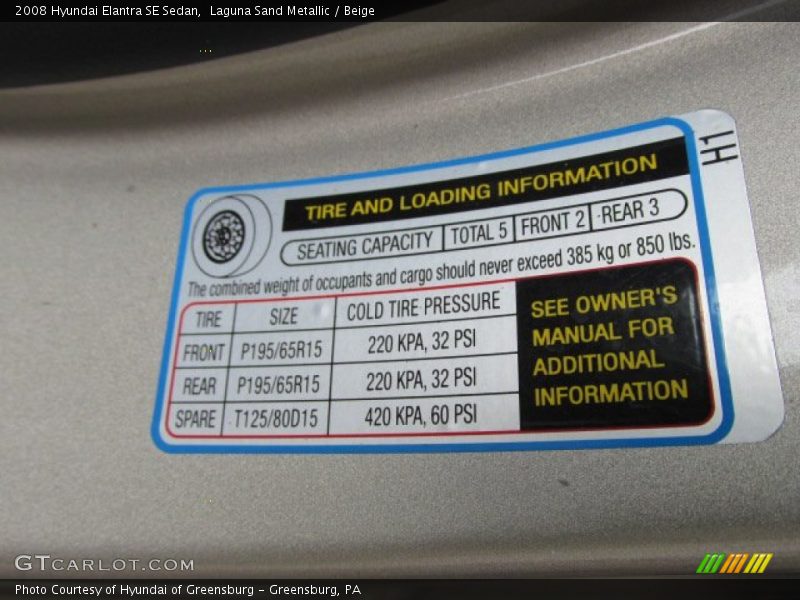 2008 Hyundai Elantra SE Sedan,  Laguna Sand Metallic / Beige
H1
TIRE AND LOADING INFORMATION
SEATING CAPACITY TOTAL 5 FRONT 2 REAR 3
The combined weight of occupants and cargo should never exceed 385 kg or 850 lbs.
TIRE SIZE COLD TIRE PRESSURE
FRONT P195/65R15 220 KPA, 32 PSI
REAR P195/65R15 220 KPA, 32 PSI
SPARE T125/80D15 420 KPA, 60 PSI
SEE OWNER'S
MANUAL FOR
ADDITIONAL
INFORMATION
GTCARLOT.COM
Photo Courtesy of Hyundai of Greensburg - Greensburg, PA